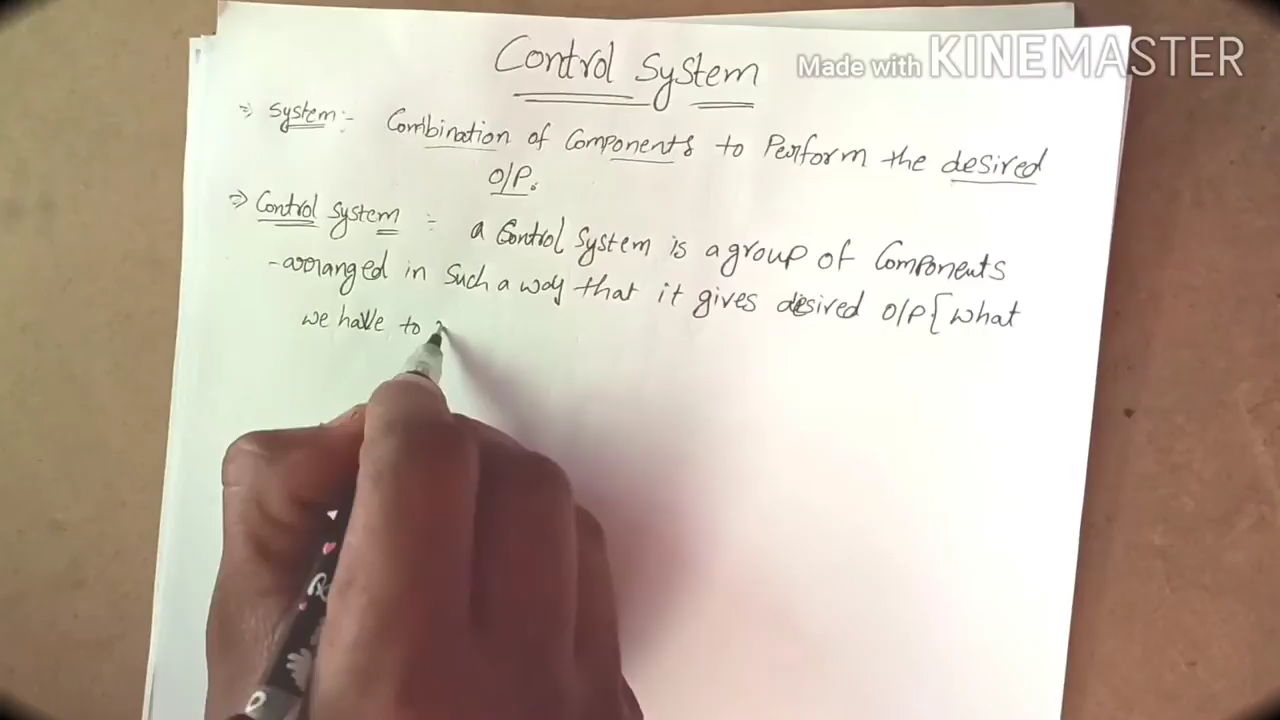 Control System
Made with KINEMASTER
⇒ System :- Combination of Components to Perform the desired
O/P.
⇒ Control System :- a Control System is a group of Components
- arranged in Such a way that it gives desired O/P { what
we have to